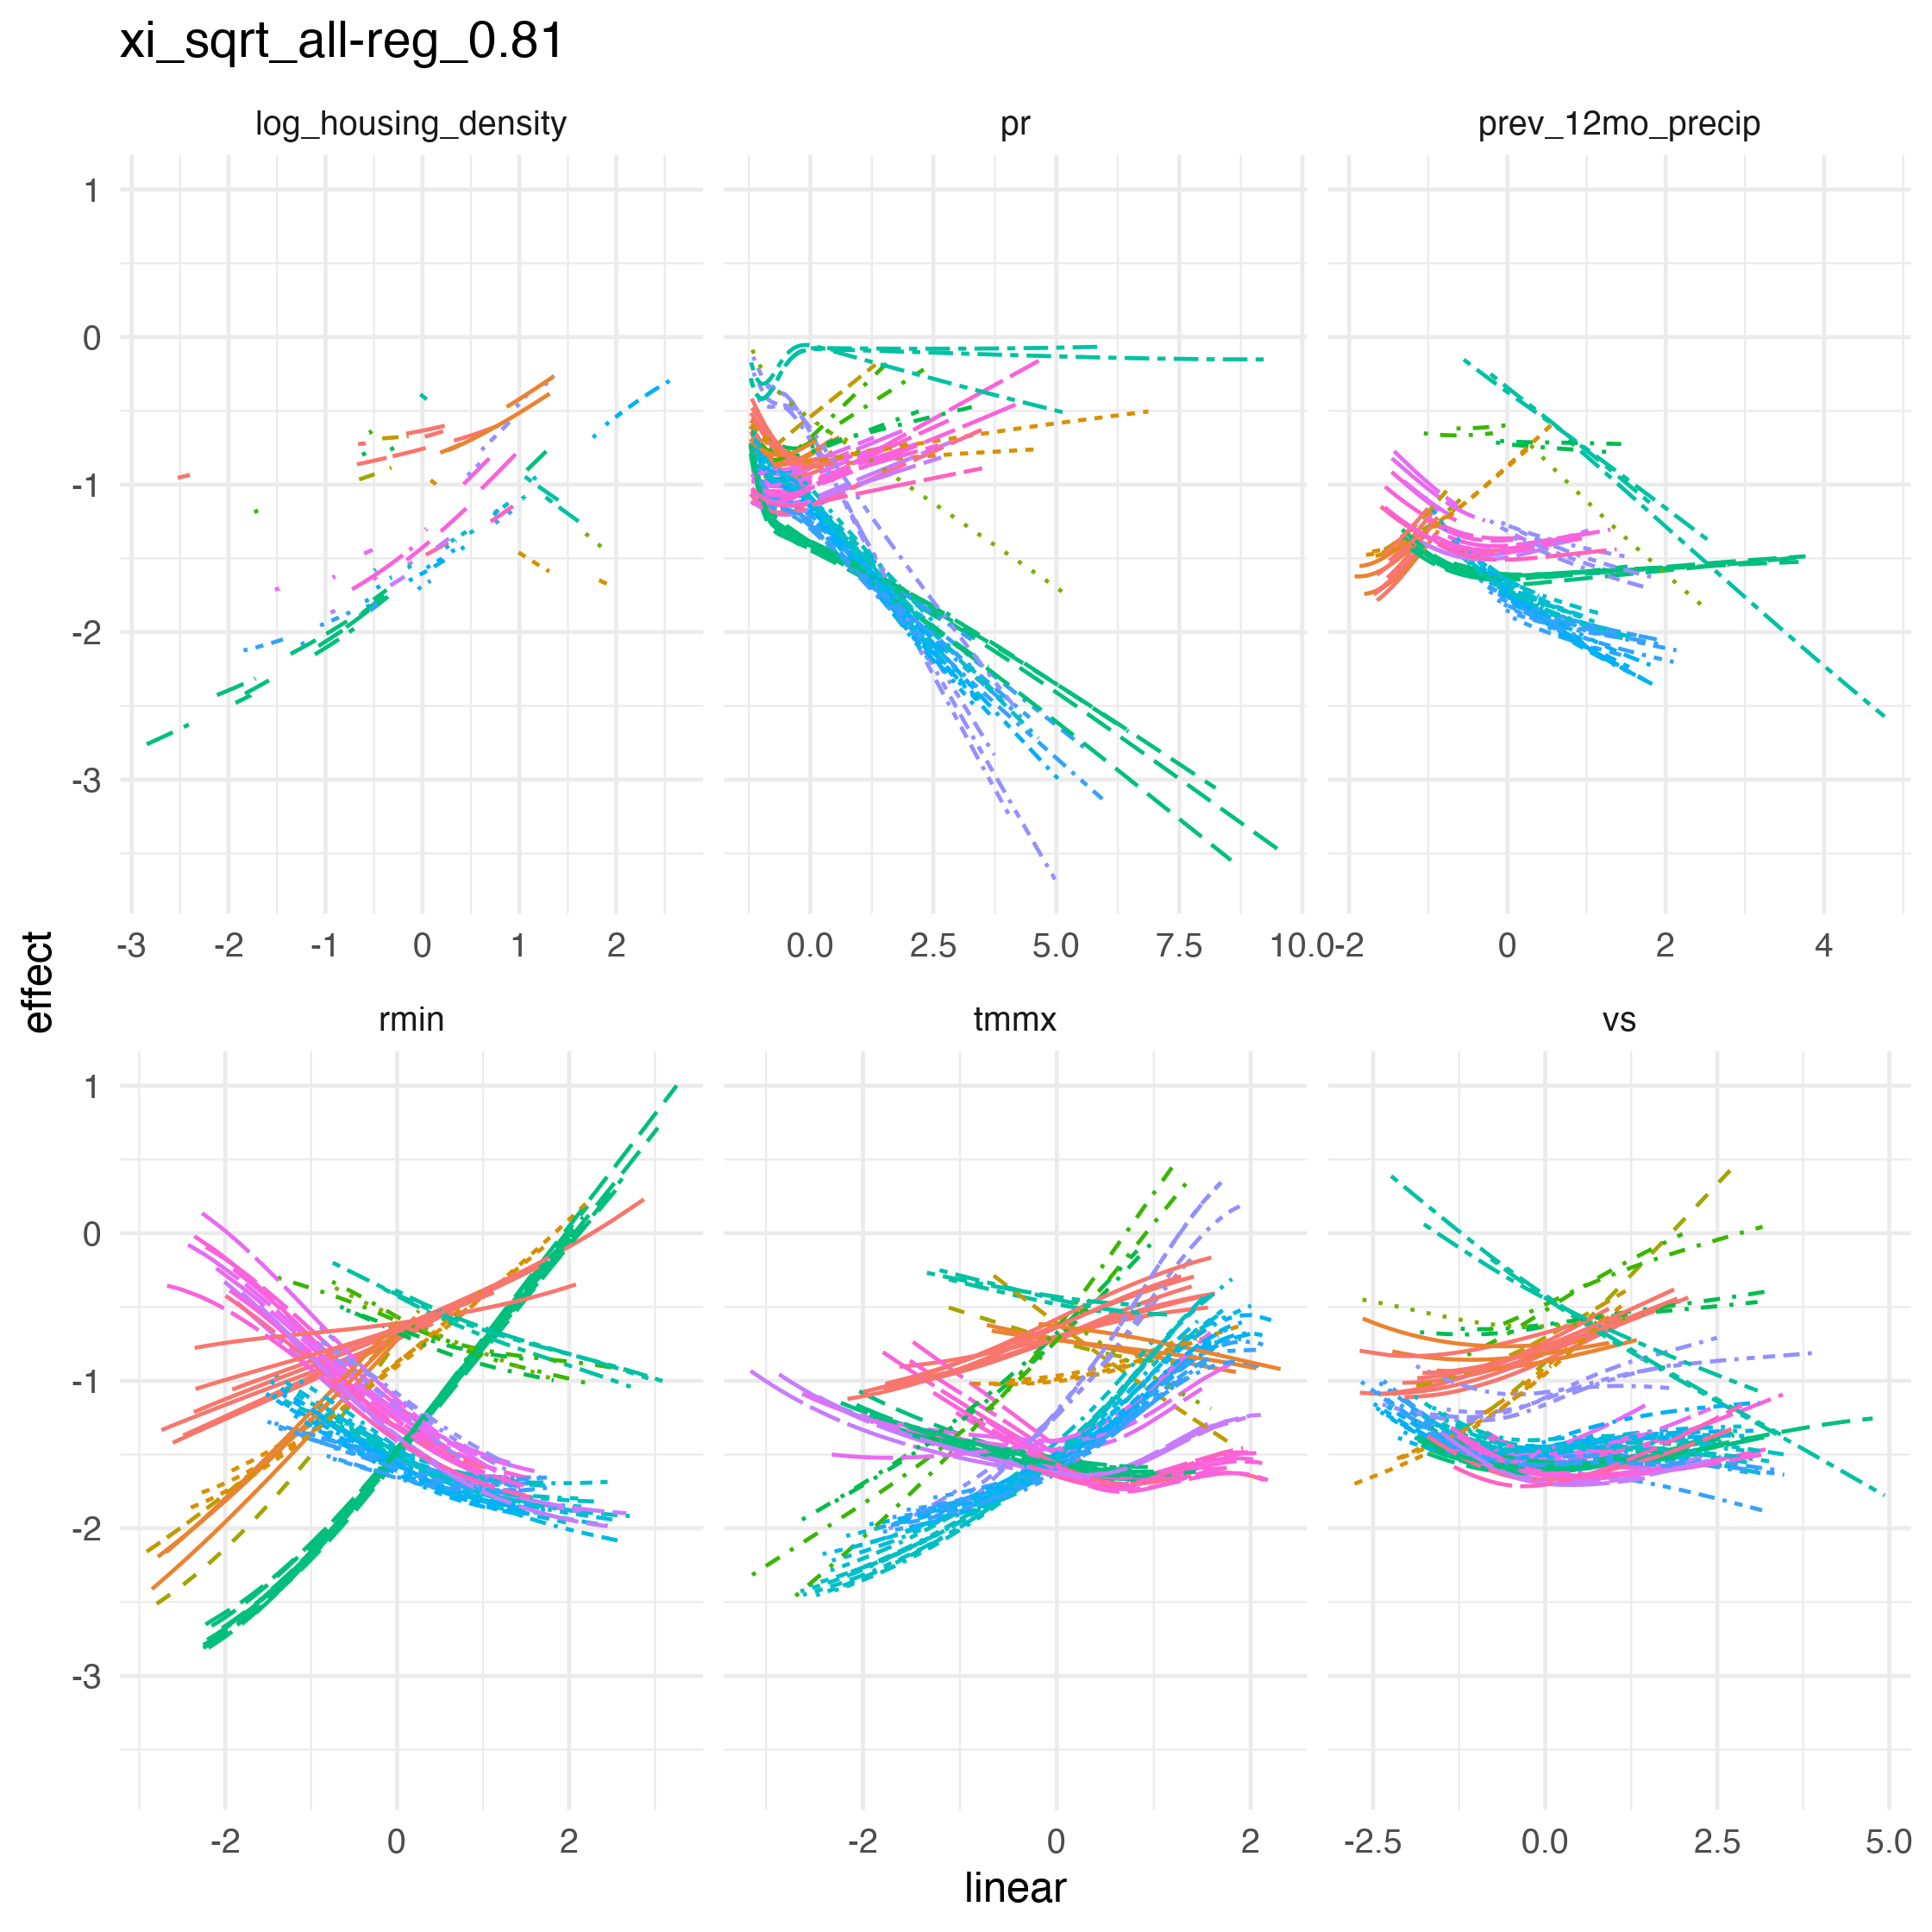 xi_sqrt_all-reg_0.81
log_housing_density pr prev_12mo_precip
1
0
-1
-2
-3
-3 -2 -1 0 1 2 0.0 2.5 5.0 7.5 10.0 -2 0 2 4
effect
rmin tmmx vs
1
0
-1
-2
-3
-2 0 2 -2 0 2 -2.5 0.0 2.5 5.0
linear